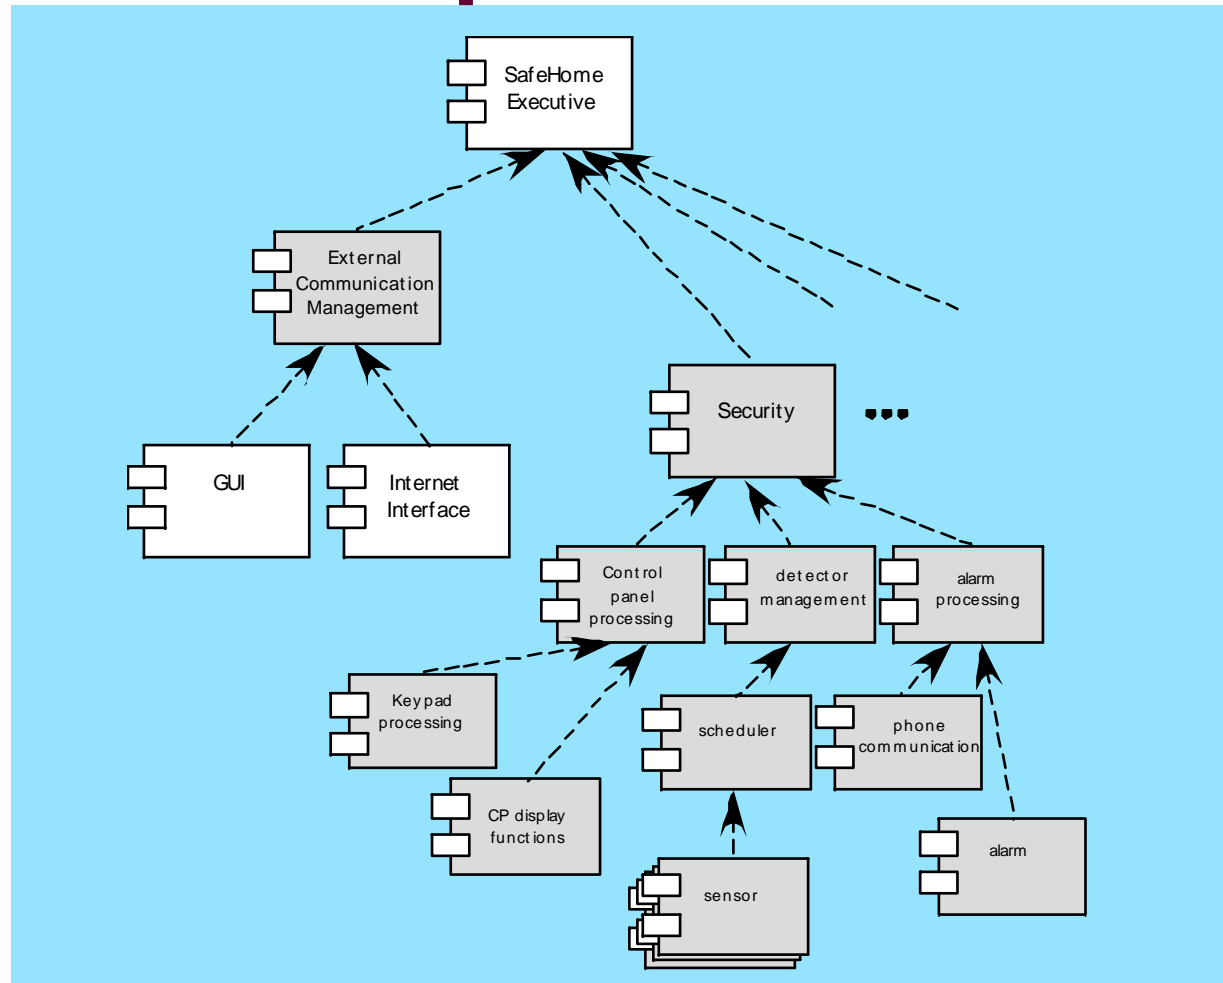 SafeHome
Executive
External
Communication
Management
Security
GUI
Internet
Interface
Control
panel
processing
detector
management
alarm
processing
Keypad
processing
scheduler
phone
communication
CP display
functions
alarm
sensor